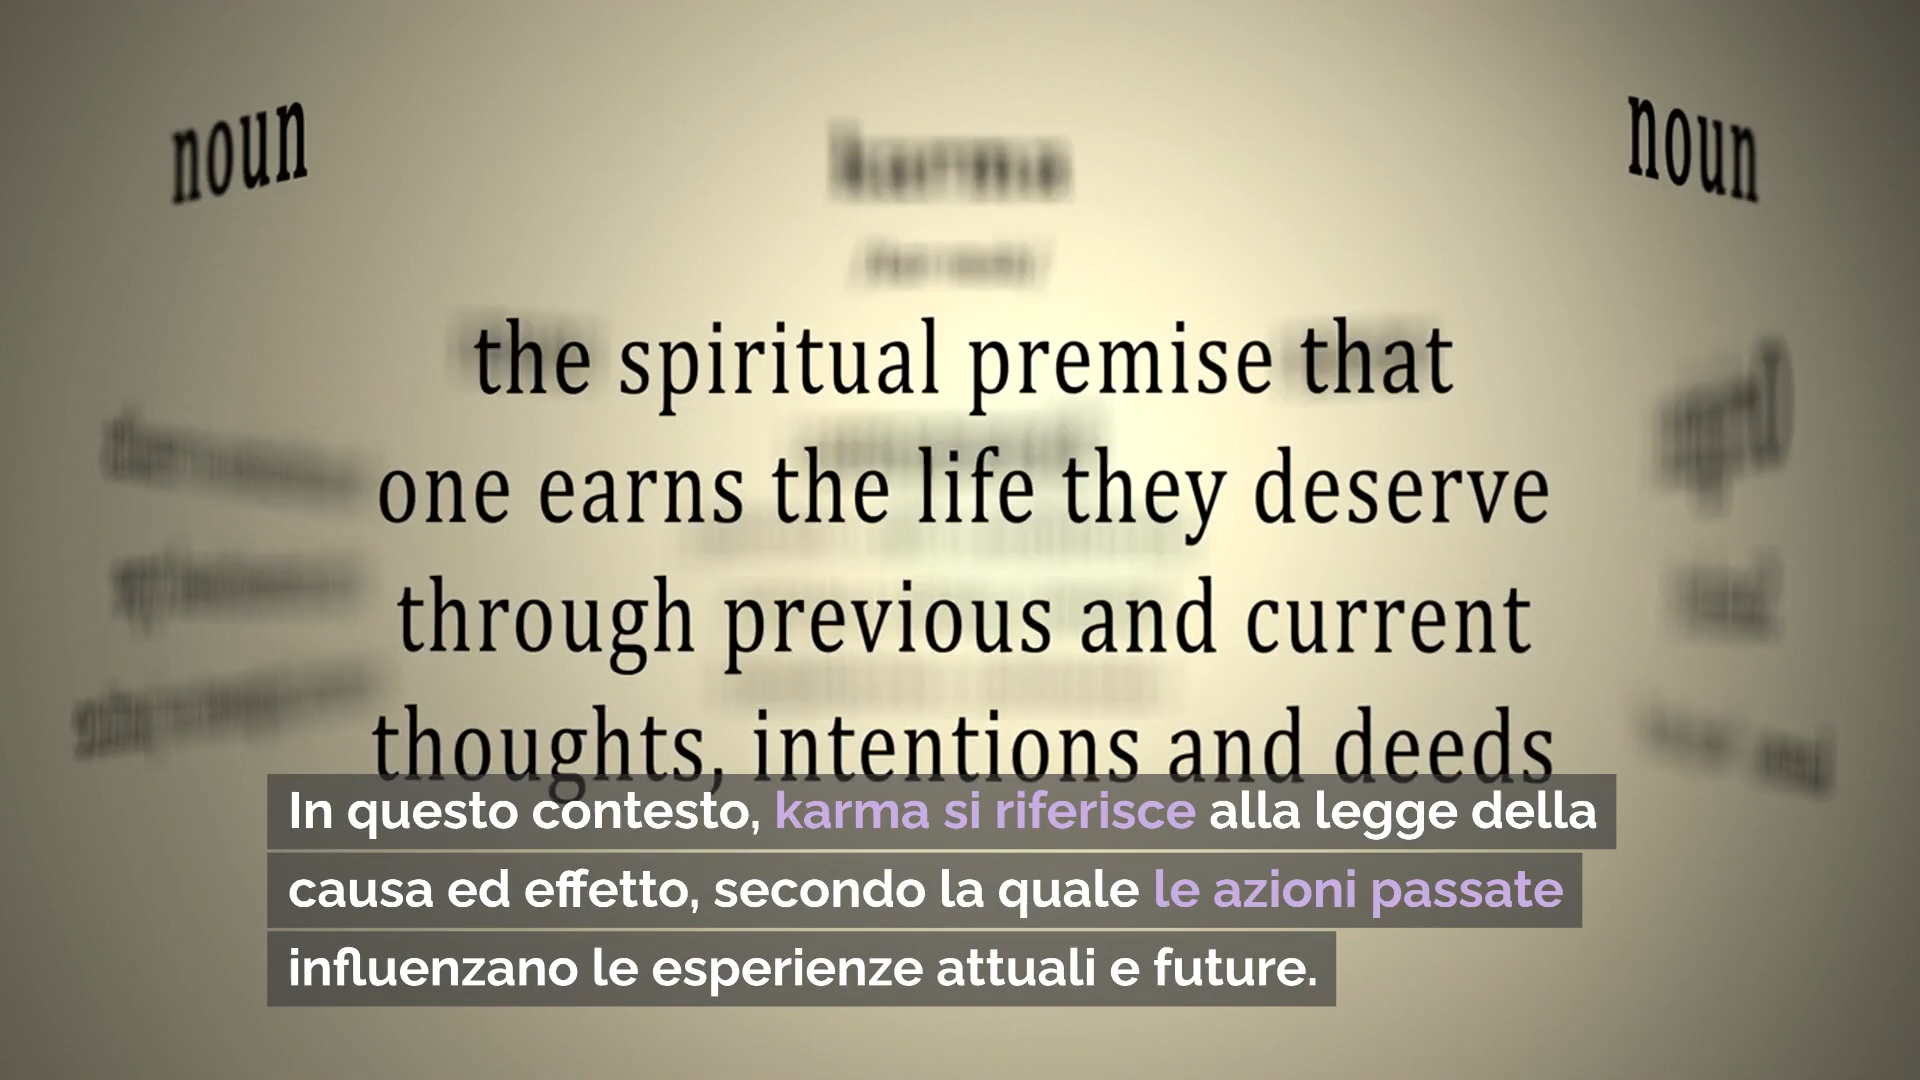 noun
noun
karma
the spiritual premise that
one earns the life they deserve
through previous and current
thoughts, intentions and deeds
In questo contesto, karma si riferisce alla legge della
causa ed effetto, secondo la quale le azioni passate
influenzano le esperienze attuali e future.